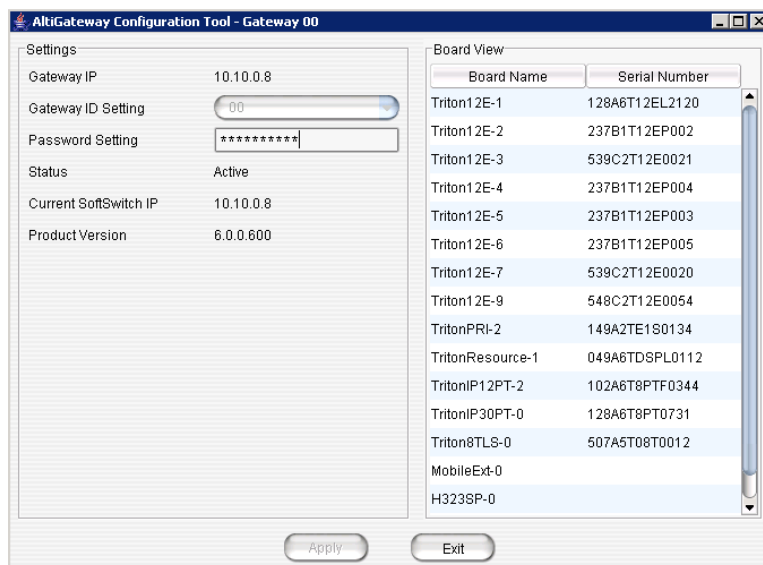 AltiGateway Configuration Tool - Gateway 00
Settings
Gateway IP 10.10.0.8
Gateway ID Setting 00
Password Setting **********
Status Active
Current SoftSwitch IP 10.10.0.8
Product Version 6.0.0.600
Board View
Board Name Serial Number
Triton12E-1 128A6T12EL2120
Triton12E-2 237B1T12EP002
Triton12E-3 539C2T12E0021
Triton12E-4 237B1T12EP004
Triton12E-5 237B1T12EP003
Triton12E-6 237B1T12EP005
Triton12E-7 539C2T12E0020
Triton12E-9 548C2T12E0054
TritonPRI-2 149A2TE1S0134
TritonResource-1 049A6TDSPL0112
TritonIP12PT-2 102A6T8PTF0344
TritonIP30PT-0 128A6T8PT0731
Triton8TLS-0 507A5T08T0012
MobileExt-0
H323SP-0
Apply Exit